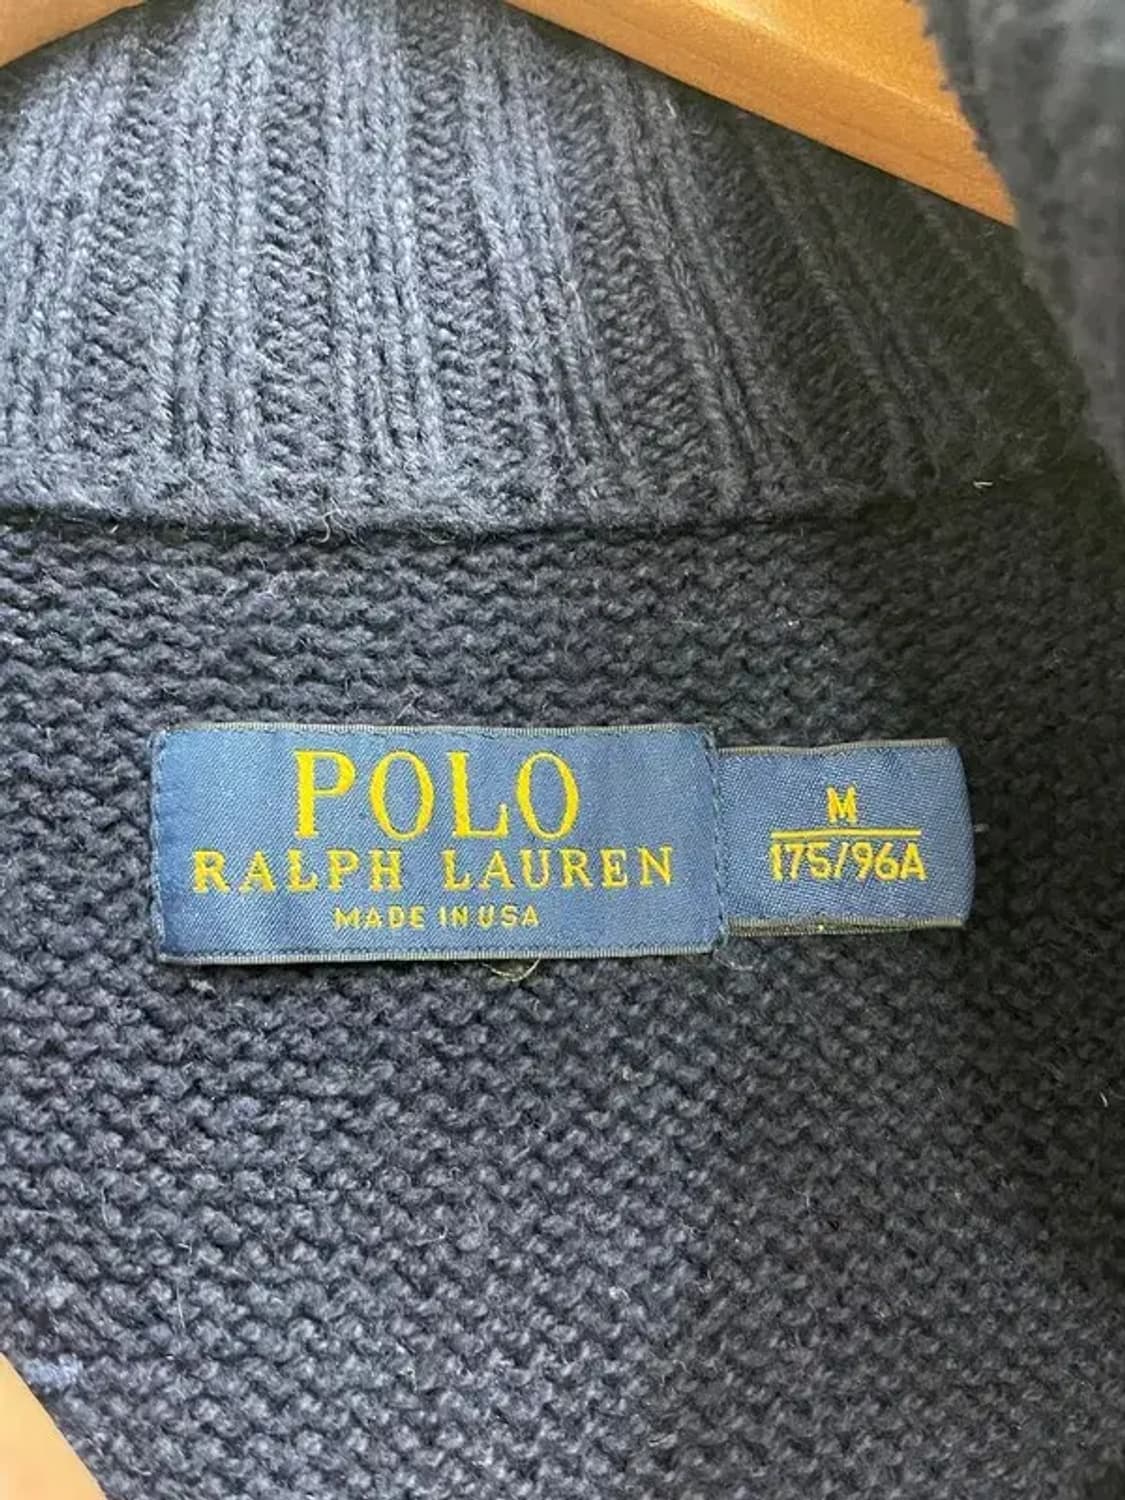 POLO
RALPH LAUREN
MADE IN USA
M
175/96A